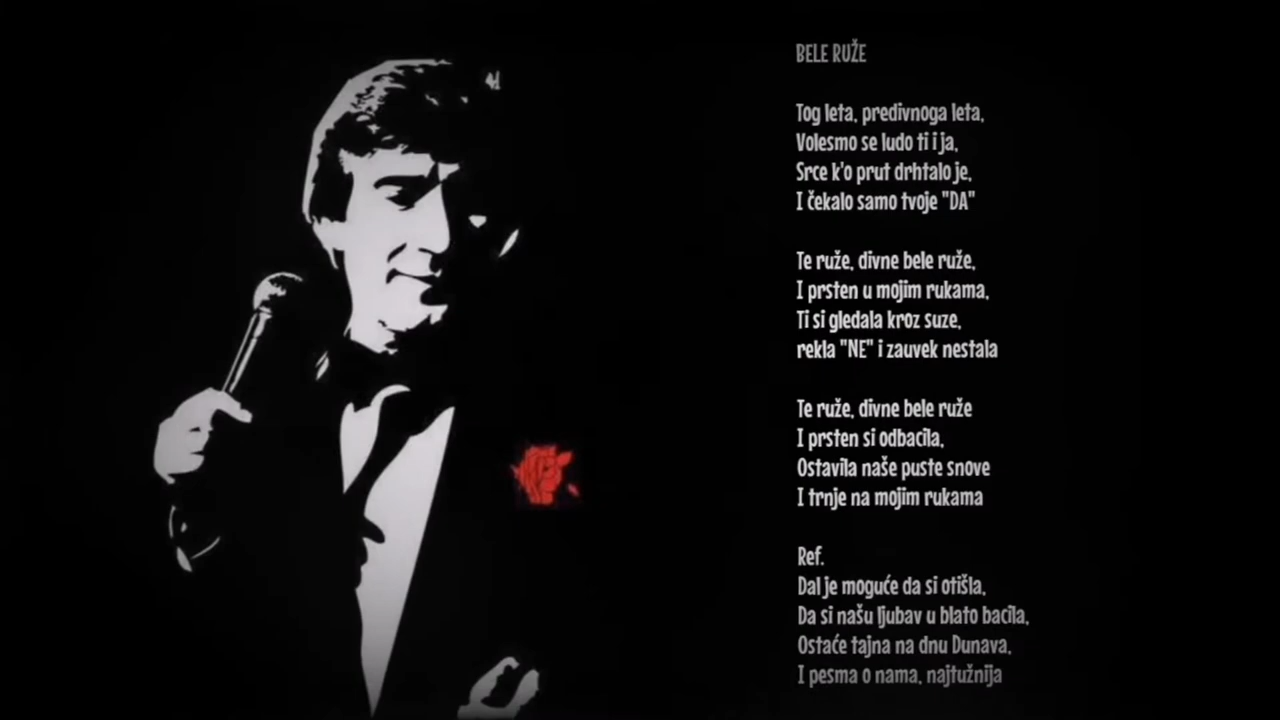 BELE RUŽE
Tog leta, predivnoga leta,
Volesmo se ludo ti i ja,
Srce k'o prut drhtalo je,
I čekalo samo tvoje "DA"
Te ruže, divne bele ruže,
I prsten u mojim rukama,
Ti si gledala kroz suze,
rekla "NE" i zauvek nestala
Te ruže, divne bele ruže
I prsten si odbacila,
Ostavila naše puste snove
I trnje na mojim rukama
Ref.
Dal je moguće da si otišla,
Da si našu ljubav u blato bacila,
Ostaće tajna na dnu Dunava,
I pesma o nama, najtužnija